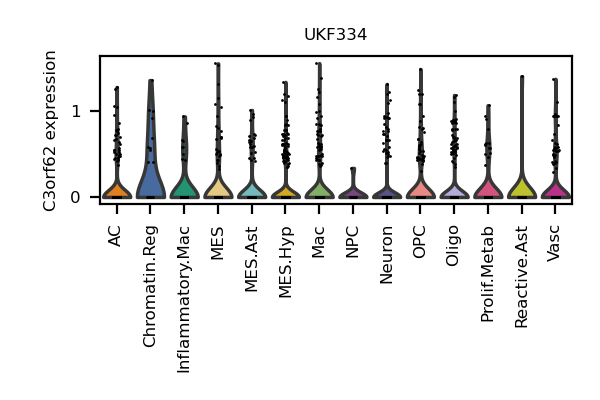 UKF334
C3orf62 expression
1
0
AC
Chromatin.Reg
Inflammatory.Mac
MES
MES.Ast
MES.Hyp
Mac
NPC
Neuron
OPC
Oligo
Prolif.Metab
Reactive.Ast
Vasc